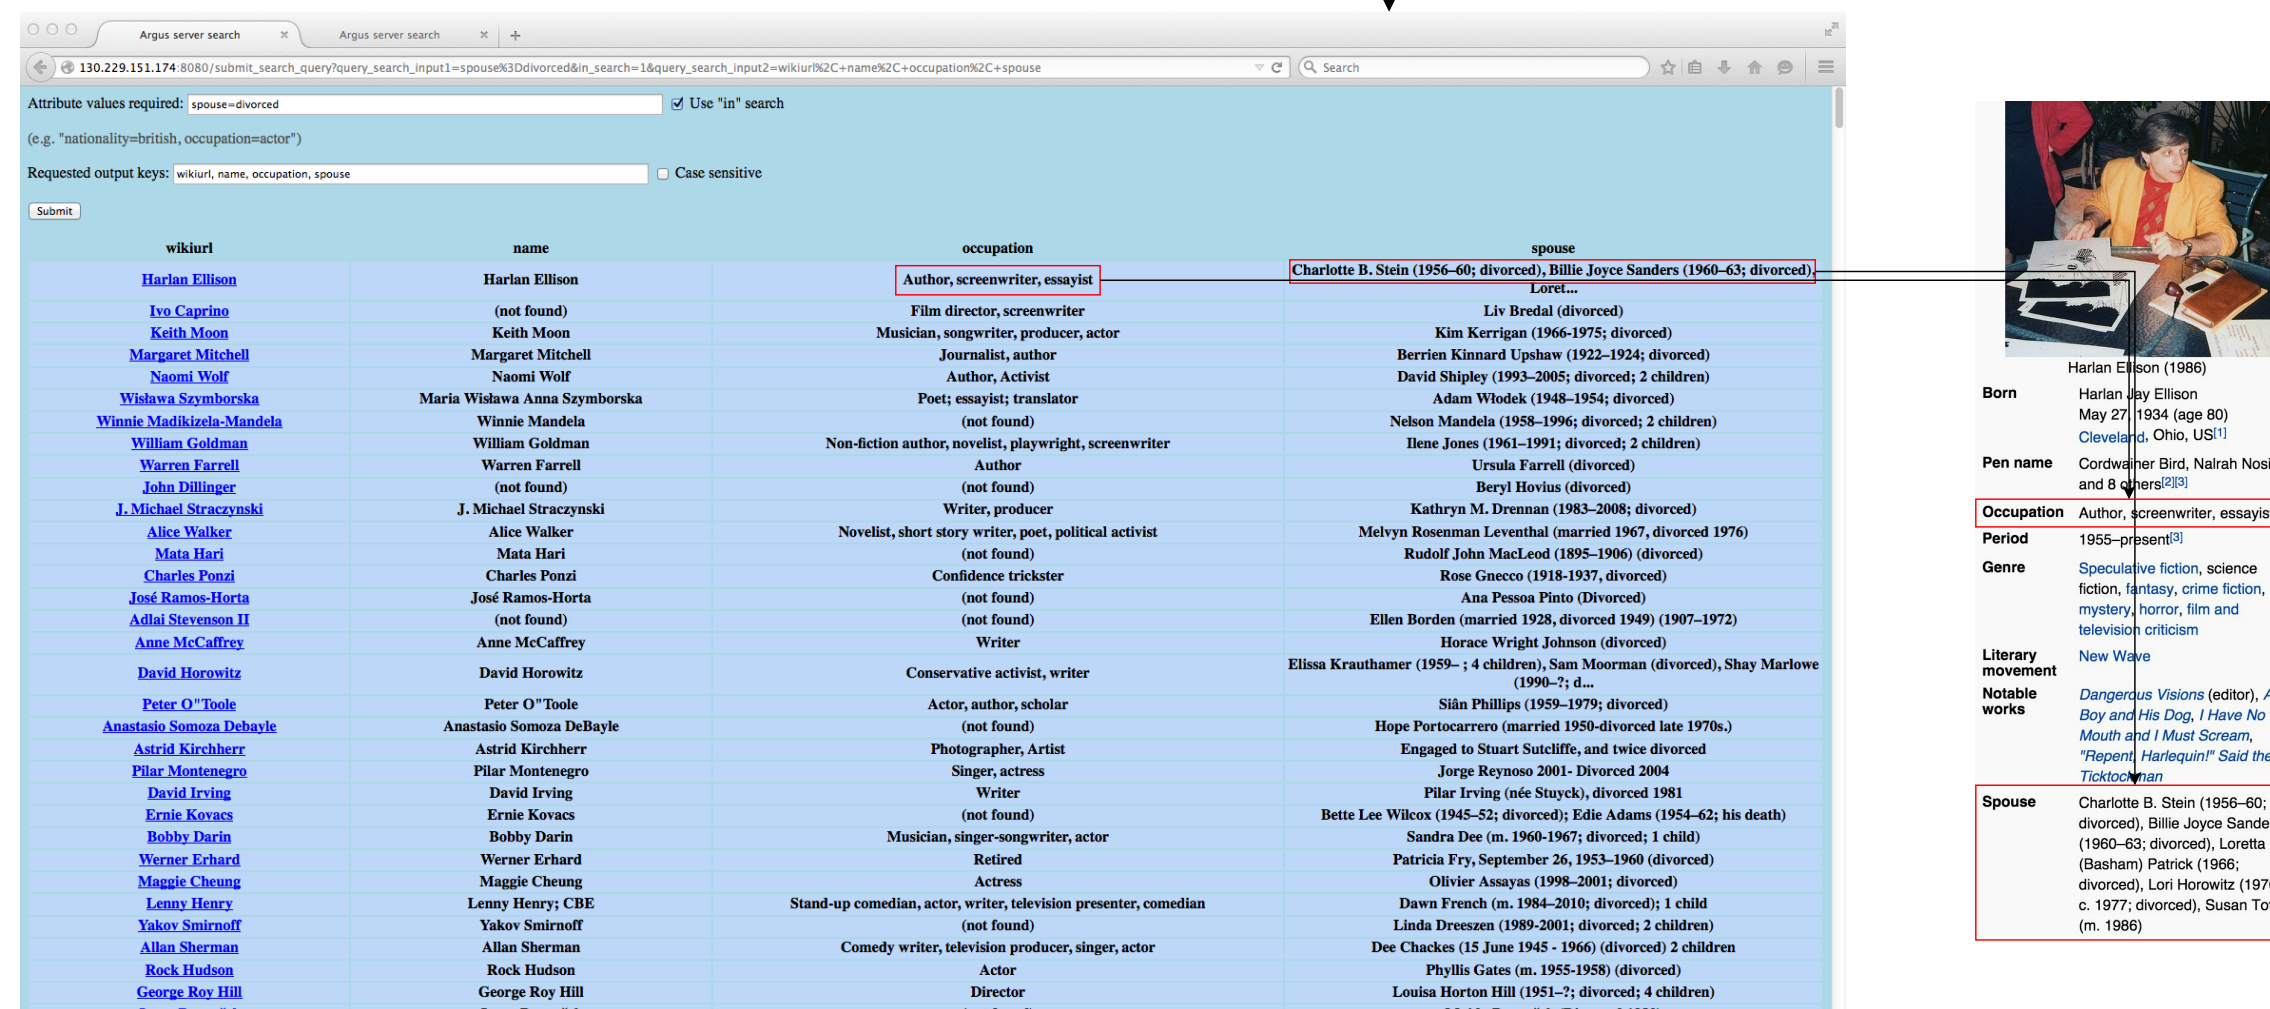 Argus server search
Argus server search
130.229.151.174:8080/submit_search_query?query_search_input1=spouse%3Ddivorced&in_search=1&query_search_input2=wikiurl%2C+name%2C+occupation%2C+spouse
Search
Attribute values required: spouse=divorced Use "in" search
(e.g. "nationality=british, occupation=actor")
Requested output keys: wikiurl, name, occupation, spouse Case sensitive
Submit
wikiurl name occupation spouse
Harlan Ellison Harlan Ellison Author, screenwriter, essayist Charlotte B. Stein (1956–60; divorced), Billie Joyce Sanders (1960–63; divorced),
Loret...
Ivo Caprino (not found) Film director, screenwriter Liv Bredal (divorced)
Keith Moon Keith Moon Musician, songwriter, producer, actor Kim Kerrigan (1966-1975; divorced)
Margaret Mitchell Margaret Mitchell Journalist, author Berrien Kinnard Upshaw (1922–1924; divorced)
Naomi Wolf Naomi Wolf Author, Activist David Shipley (1993–2005; divorced; 2 children)
Wisława Szymborska Maria Wisława Anna Szymborska Poet; essayist; translator Adam Włodek (1948–1954; divorced)
Winnie Madikizela-Mandela Winnie Mandela (not found) Nelson Mandela (1958–1996; divorced; 2 children)
William Goldman William Goldman Non-fiction author, novelist, playwright, screenwriter Ilene Jones (1961–1991; divorced; 2 children)
Warren Farrell Warren Farrell Author Ursula Farrell (divorced)
John Dillinger (not found) (not found) Beryl Hovius (divorced)
J. Michael Straczynski J. Michael Straczynski Writer, producer Kathryn M. Drennan (1983–2008; divorced)
Alice Walker Alice Walker Novelist, short story writer, poet, political activist Melvyn Rosenman Leventhal (married 1967, divorced 1976)
Mata Hari Mata Hari (not found) Rudolf John MacLeod (1895–1906) (divorced)
Charles Ponzi Charles Ponzi Confidence trickster Rose Gnecco (1918-1937, divorced)
José Ramos-Horta José Ramos-Horta (not found) Ana Pessoa Pinto (Divorced)
Adlai Stevenson II (not found) (not found) Ellen Borden (married 1928, divorced 1949) (1907–1972)
Anne McCaffrey Anne McCaffrey Writer Horace Wright Johnson (divorced)
David Horowitz David Horowitz Conservative activist, writer Elissa Krauthamer (1959– ; 4 children), Sam Moorman (divorced), Shay Marlowe
(1990–?; d...
Peter O"Toole Peter O"Toole Actor, author, scholar Siân Phillips (1959–1979; divorced)
Anastasio Somoza Debayle Anastasio Somoza DeBayle (not found) Hope Portocarrero (married 1950-divorced late 1970s.)
Astrid Kirchherr Astrid Kirchherr Photographer, Artist Engaged to Stuart Sutcliffe, and twice divorced
Pilar Montenegro Pilar Montenegro Singer, actress Jorge Reynoso 2001- Divorced 2004
David Irving David Irving Writer Pilar Irving (née Stuyck), divorced 1981
Ernie Kovacs Ernie Kovacs (not found) Bette Lee Wilcox (1945–52; divorced); Edie Adams (1954–62; his death)
Bobby Darin Bobby Darin Musician, singer-songwriter, actor Sandra Dee (m. 1960-1967; divorced; 1 child)
Werner Erhard Werner Erhard Retired Patricia Fry, September 26, 1953–1960 (divorced)
Maggie Cheung Maggie Cheung Actress Olivier Assayas (1998–2001; divorced)
Lenny Henry Lenny Henry; CBE Stand-up comedian, actor, writer, television presenter, comedian Dawn French (m. 1984–2010; divorced); 1 child
Yakov Smirnoff Yakov Smirnoff (not found) Linda Dreeszen (1989-2001; divorced; 2 children)
Allan Sherman Allan Sherman Comedy writer, television producer, singer, actor Dee Chackes (15 June 1945 - 1966) (divorced) 2 children
Rock Hudson Rock Hudson Actor Phyllis Gates (m. 1955-1958) (divorced)
George Roy Hill George Roy Hill Director Louisa Horton Hill (1951–?; divorced; 4 children)
Harlan Ellison (1986)
Born Harlan Jay Ellison
May 27, 1934 (age 80)
Cleveland, Ohio, US[1]
Pen name Cordwainer Bird, Nalrah Nosi
and 8 others[2][3]
Occupation Author, screenwriter, essayis
Period 1955–present[3]
Genre Speculative fiction, science
fiction, fantasy, crime fiction,
mystery, horror, film and
television criticism
Literary movement New Wave
Notable works Dangerous Visions (editor), A
Boy and His Dog, I Have No
Mouth and I Must Scream,
"Repent, Harlequin!" Said the
Ticktockman
Spouse Charlotte B. Stein (1956–60;
divorced), Billie Joyce Sande
(1960–63; divorced), Loretta
(Basham) Patrick (1966;
divorced), Lori Horowitz (197
c. 1977; divorced), Susan To
(m. 1986)